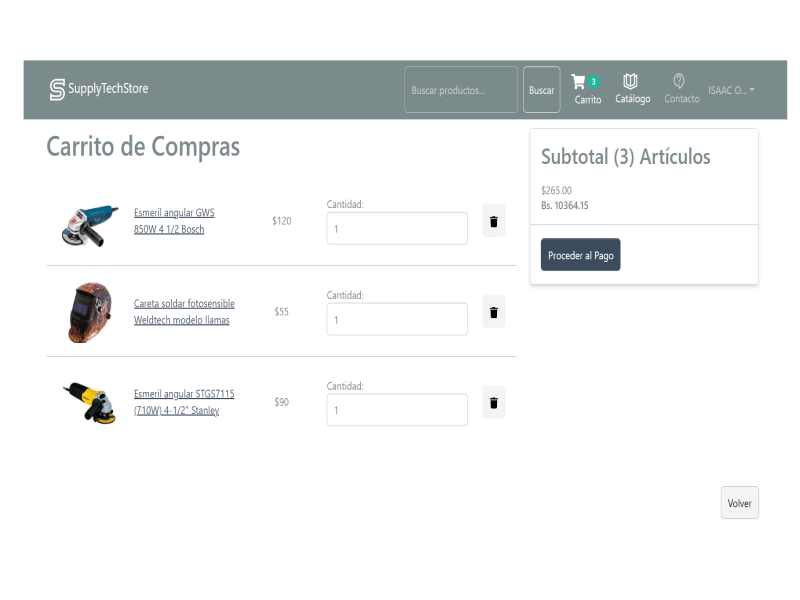 SupplyTechStore
Buscar productos...
Buscar
3
Carrito
Catálogo
Contacto
ISAAC O...
Carrito de Compras
Esmeril angular GWS
850W 4 1/2 Bosch
$120
Cantidad:
1
Careta soldar fotosensible
Weldtech modelo llamas
$55
Cantidad:
1
Esmeril angular STGS7115
(710W) 4-1/2" Stanley
$90
Cantidad:
1
Subtotal (3) Artículos
$265.00
Bs. 10364.15
Proceder al Pago
Volver